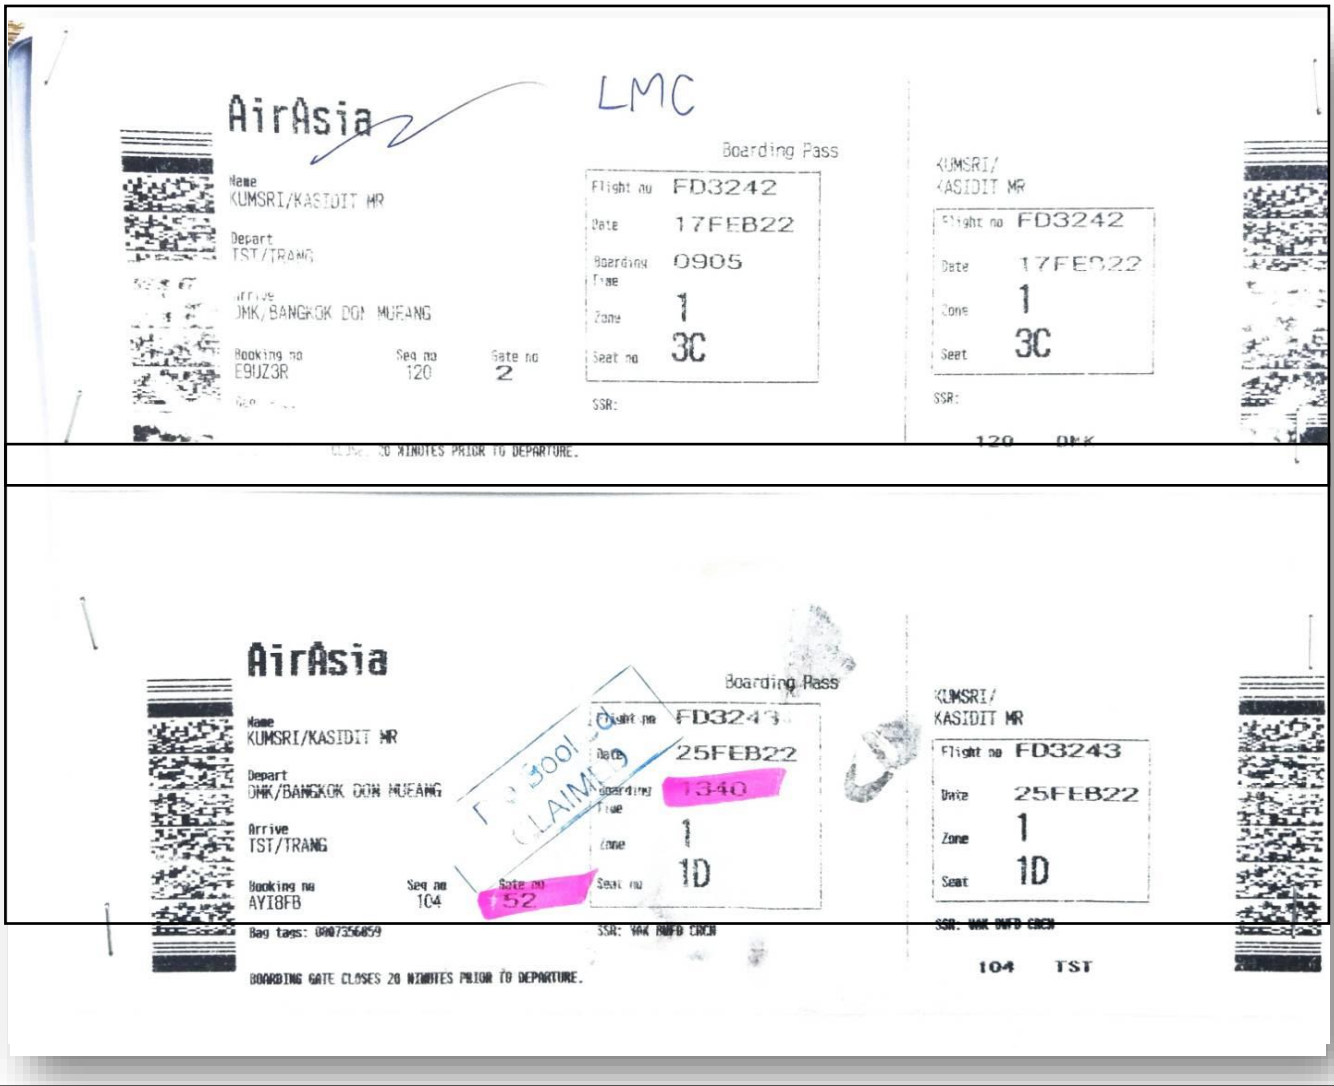 LMC
AirAsia
Boarding Pass
Name
KUMSRI/KASIDIT MR
Depart
TST/TRANG
Arrive
DMK/BANGKOK DON MUEANG
Booking no Seq no Gate no
E9UZ3R 120 2
Flight no FD3242
Date 17FEB22
Boarding Time 0905
Zone 1
Seat no 3C
SSR:
KUMSRI/
KASIDIT MR
Flight no FD3242
Date 17FEB22
Zone 1
Seat 3C
SSR:
120 DMK
20 MINUTES PRIOR TO DEPARTURE.
AirAsia
Boarding Pass
Name
KUMSRI/KASIDIT MR
Depart
DMK/BANGKOK DON MUEANG
Arrive
TST/TRANG
Booking no Seq no Gate no
AYI8FB 104 52
Bag tags: 0807356859
BOARDING GATE CLOSES 20 MINUTES PRIOR TO DEPARTURE.
CLAIMED
Flight no FD3243
Date 25FEB22
Boarding Time 1340
Zone 1
Seat no 1D
SSR:
KUMSRI/
KASIDIT MR
Flight no FD3243
Date 25FEB22
Zone 1
Seat 1D
SSR:
104 TST